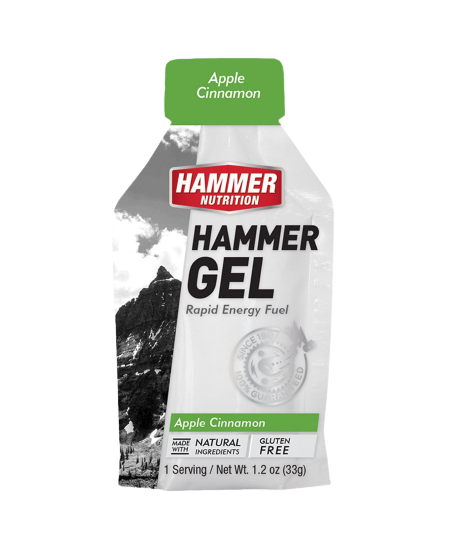 Apple
Cinnamon
HAMMER
NUTRITION
HAMMER
GEL
Rapid Energy Fuel
Apple Cinnamon
MADE
WITH
NATURAL
INGREDIENTS
GLUTEN
FREE
1 Serving / Net Wt. 1.2 oz (33g)